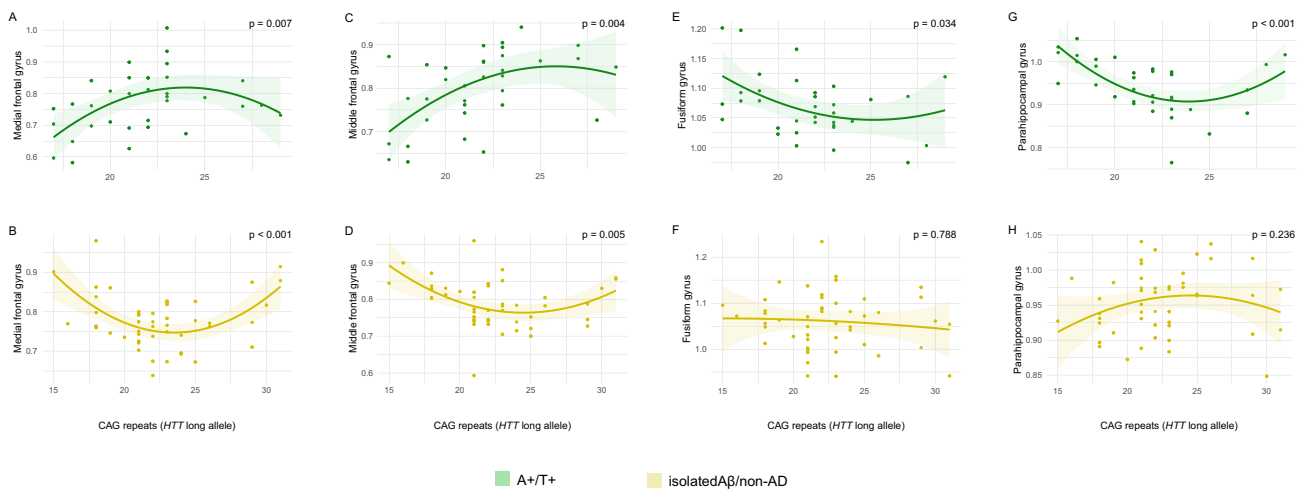 A
p = 0.007
Medial frontal gyrus
1.0
0.9
0.8
0.7
0.6
20
25
C
p = 0.004
Middle frontal gyrus
0.9
0.8
0.7
20
25
E
p = 0.034
Fusiform gyrus
1.20
1.15
1.10
1.05
1.00
20
25
G
p < 0.001
Parahippocampal gyrus
1.0
0.9
0.8
20
25
B
p < 0.001
Medial frontal gyrus
0.9
0.8
0.7
15
20
25
30
CAG repeats (HTT long allele)
D
p = 0.005
Middle frontal gyrus
0.9
0.8
0.7
0.6
15
20
25
30
CAG repeats (HTT long allele)
F
p = 0.788
Fusiform gyrus
1.2
1.1
1.0
15
20
25
30
CAG repeats (HTT long allele)
H
p = 0.236
Parahippocampal gyrus
1.05
1.00
0.95
0.90
0.85
15
20
25
30
CAG repeats (HTT long allele)
A+/T+
isolatedAβ/non-AD